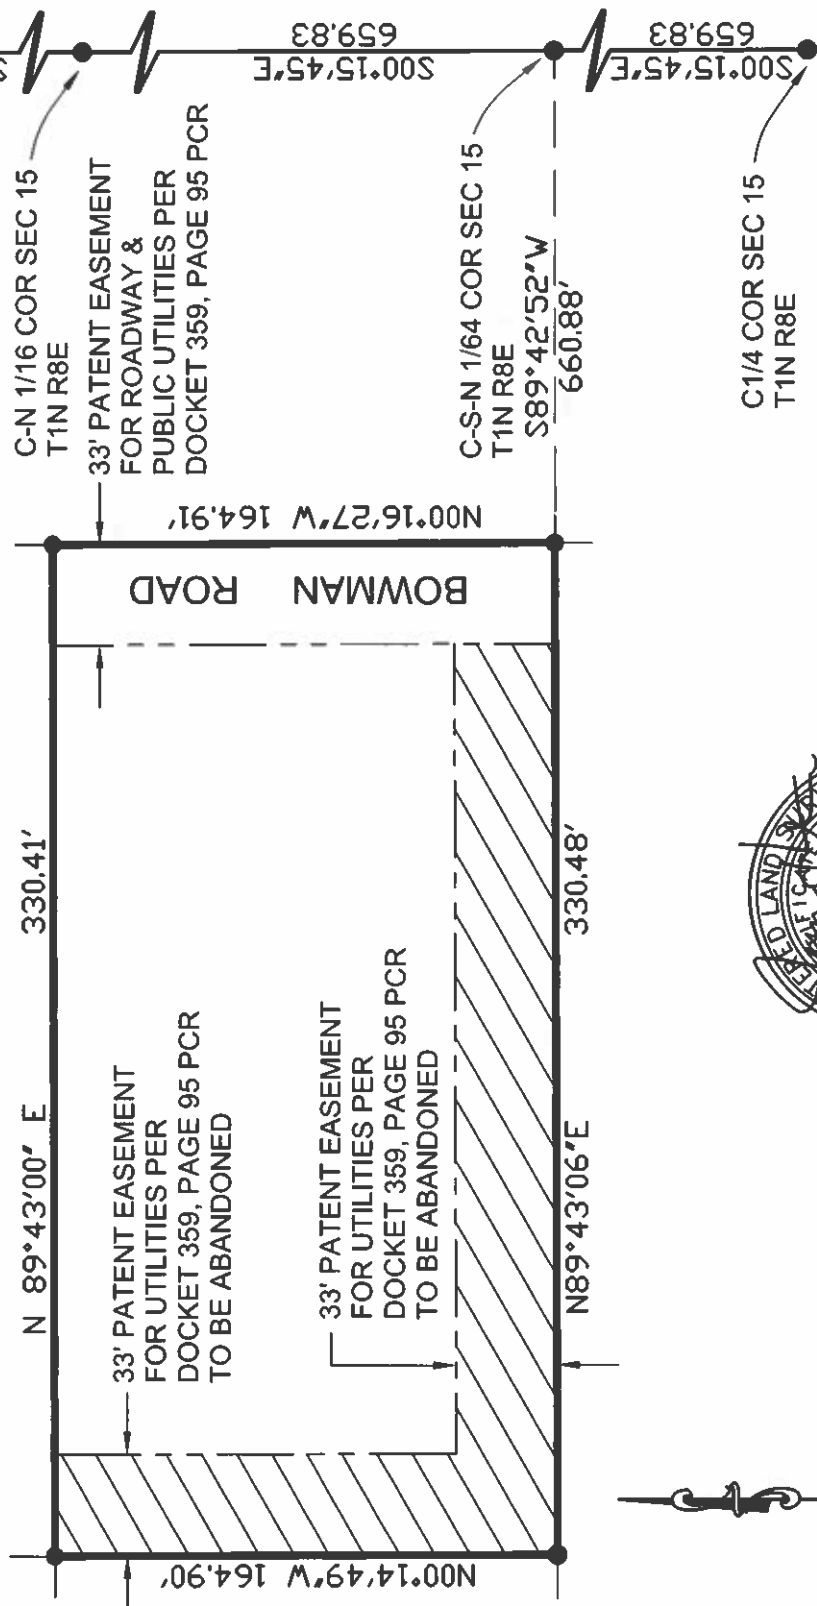 C-N 1/16 COR SEC 15
T1N R8E
33' PATENT EASEMENT
FOR ROADWAY &
PUBLIC UTILITIES PER
DOCKET 359, PAGE 95 PCR
S00°15'45"E
659.83
C-S-N 1/64 COR SEC 15
T1N R8E
S89°42'52"W
660.88'
S00°15'45"E
659.83
C1/4 COR SEC 15
T1N R8E
N 89°43'00" E 330.41'
N00°16'27"W 164.91'
BOWMAN ROAD
33' PATENT EASEMENT
FOR UTILITIES PER
DOCKET 359, PAGE 95 PCR
TO BE ABANDONED
33' PATENT EASEMENT
FOR UTILITIES PER
DOCKET 359, PAGE 95 PCR
TO BE ABANDONED
N00°14'49"W 164.90'
N89°43'06"E 330.48'
LAND